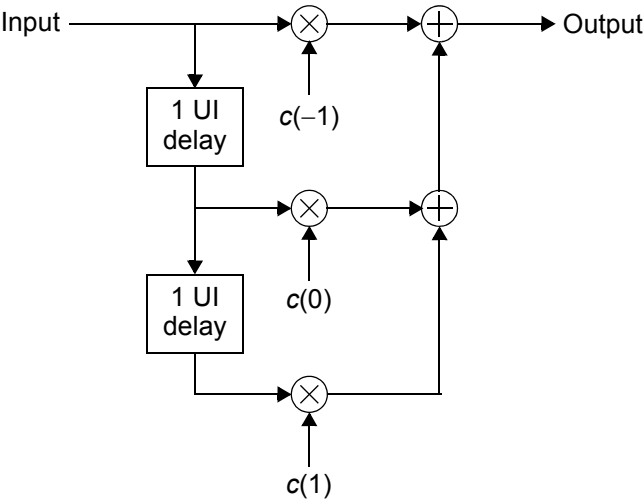 Input
Output
c(−1)
1 UI
delay
c(0)
1 UI
delay
c(1)